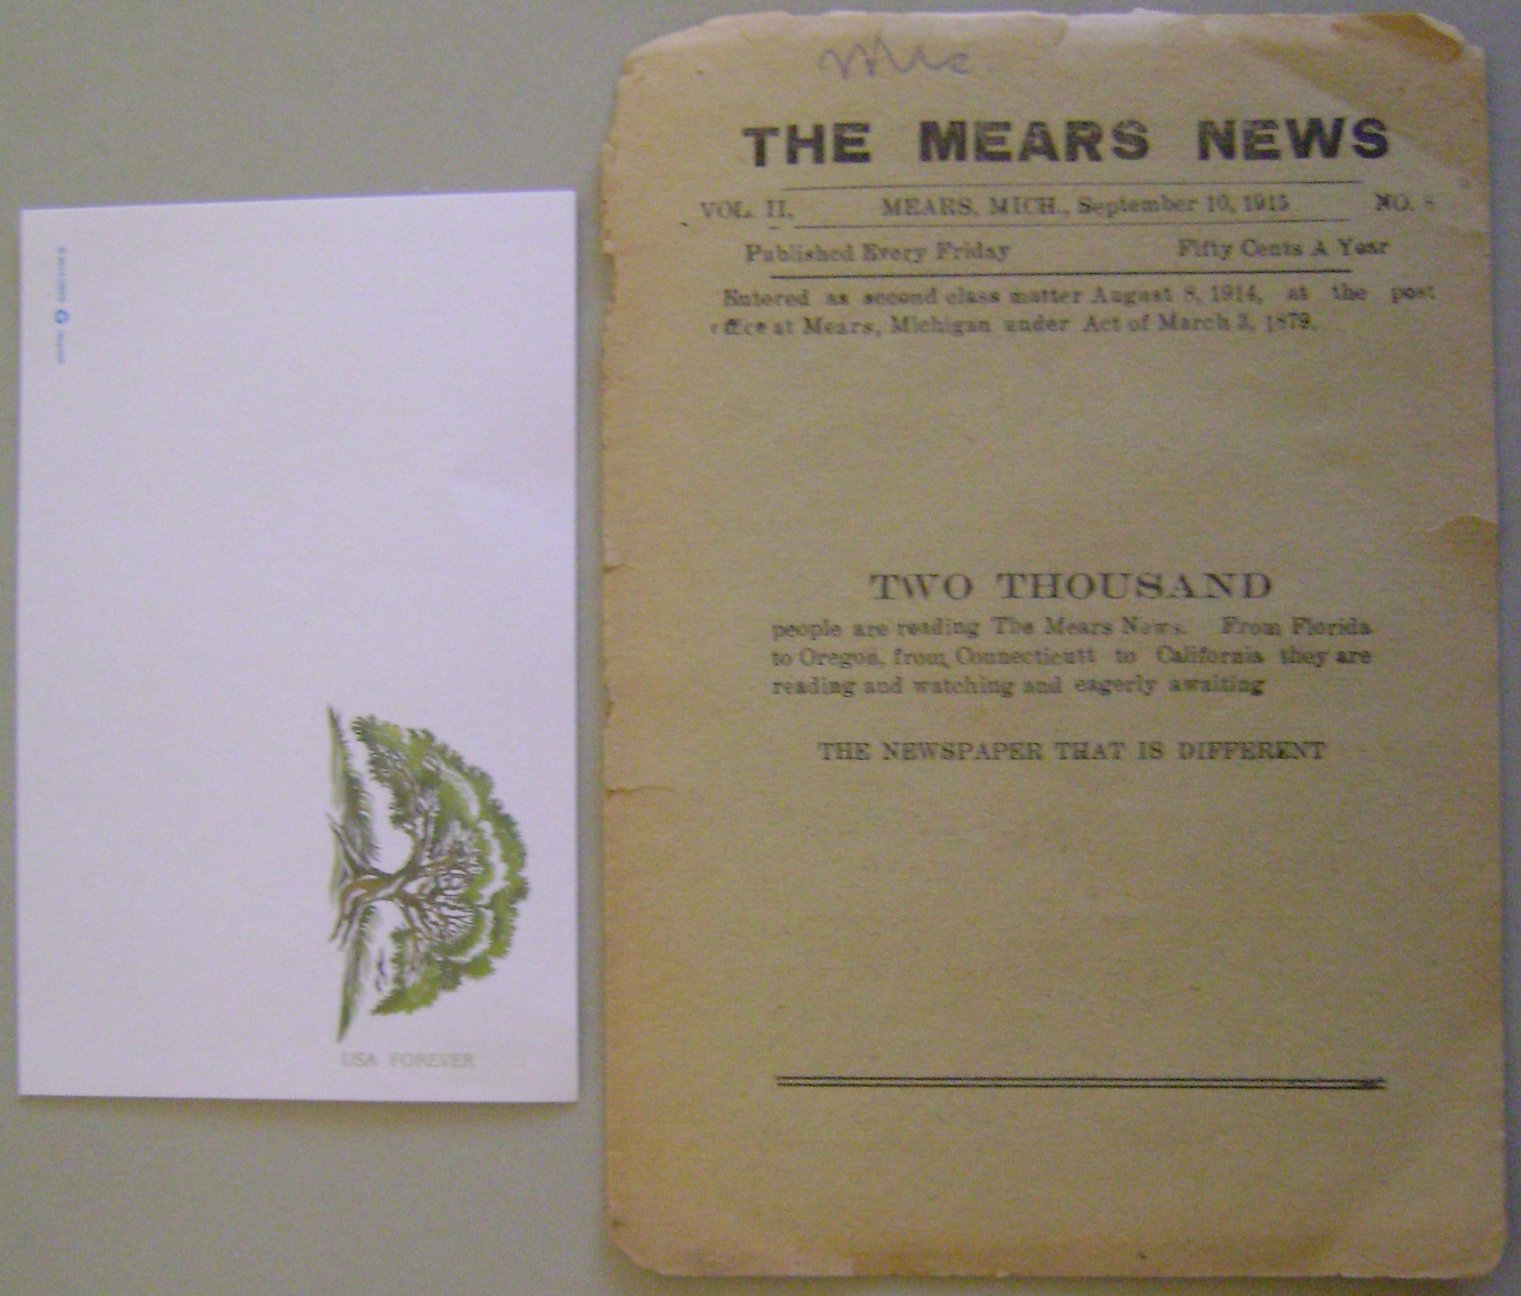 USA FOREVER
THE MEARS NEWS
VOL. II, MEARS, MICH., September 10, 1915 NO. 8
Published Every Friday Fifty Cents A Year
Entered as second class matter August 8, 1914, at the post
office at Mears, Michigan under Act of March 3, 1879.
TWO THOUSAND
people are reading The Mears News. From Florida
to Oregon, from Connecticutt to California they are
reading and watching and eagerly awaiting
THE NEWSPAPER THAT IS DIFFERENT